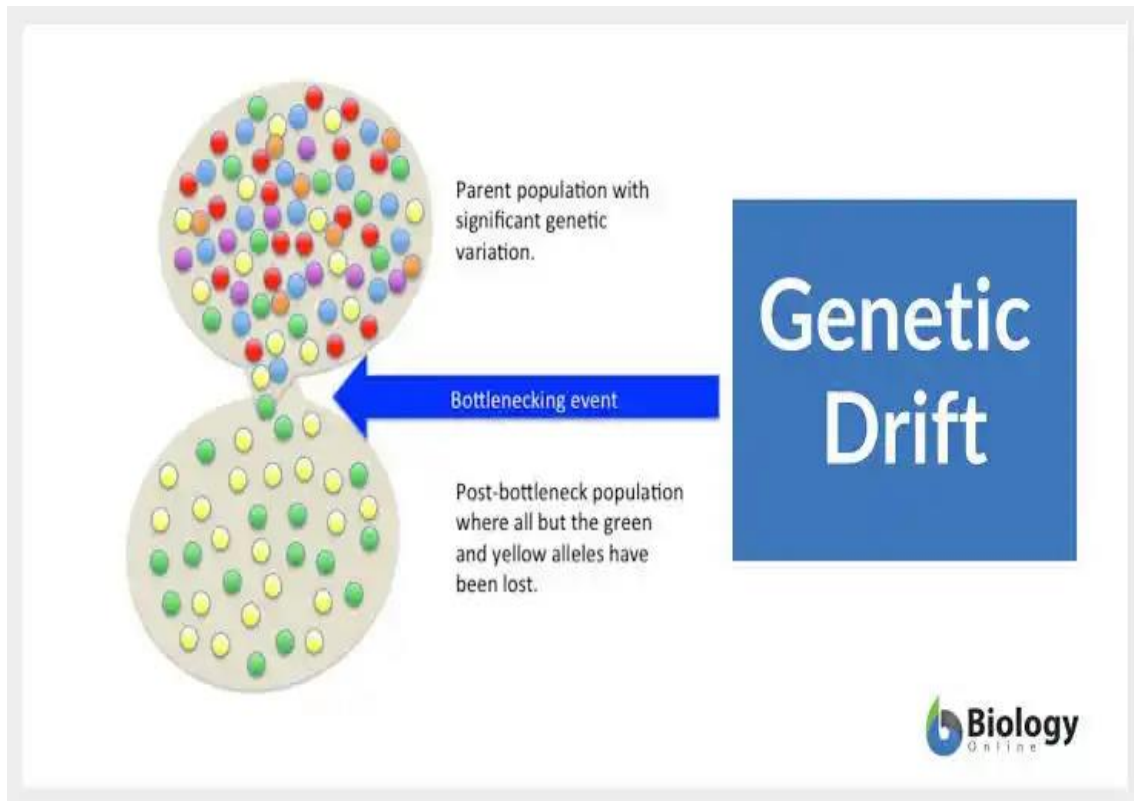 Parent population with
significant genetic
variation.
Genetic
Drift
Bottlenecking event
Post-bottleneck population
where all but the green
and yellow alleles have
been lost.
Biology
Online